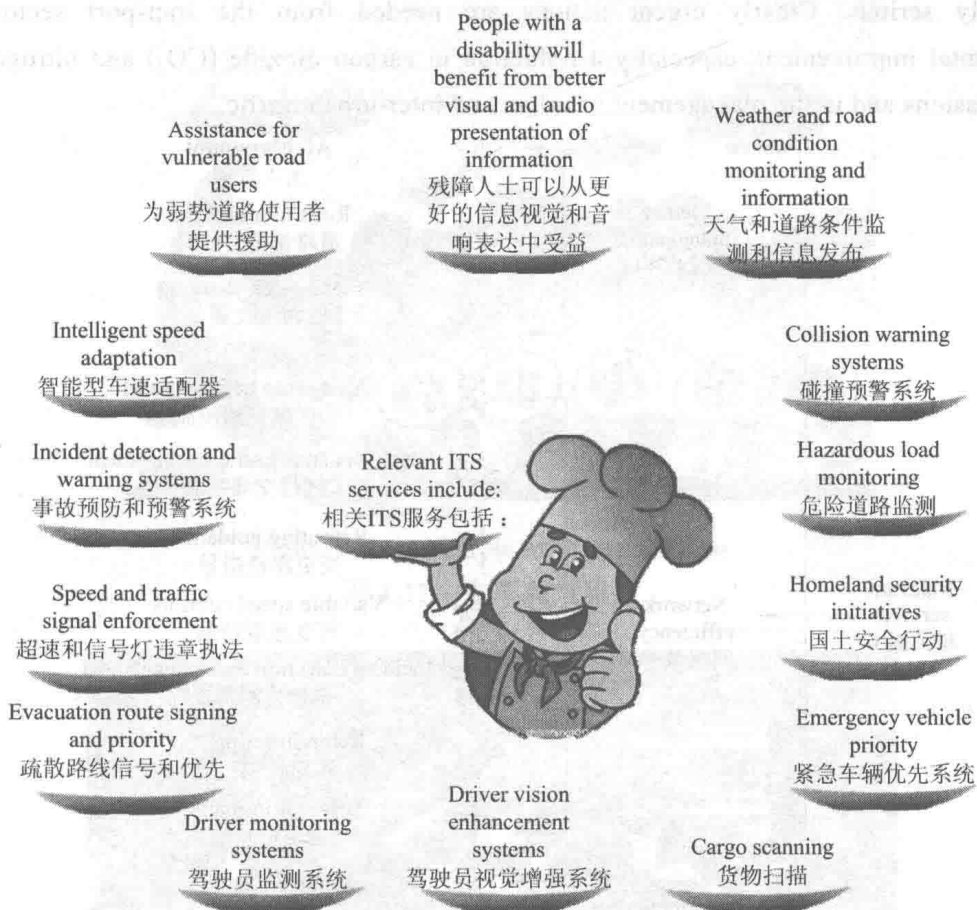 People with a
disability will
benefit from better
visual and audio
presentation of
information
残障人士可以从更
好的信息视觉和音
响表达中受益
Assistance for
vulnerable road
users
为弱势道路使用者
提供援助
Weather and road
condition
monitoring and
information
天气和道路条件监
测和信息发布
Intelligent speed
adaptation
智能型车速适配器
Collision warning
systems
碰撞预警系统
Incident detection and
warning systems
事故预防和预警系统
Relevant ITS
services include:
相关ITS服务包括：
Hazardous load
monitoring
危险道路监测
Speed and traffic
signal enforcement
超速和信号灯违章执法
Homeland security
initiatives
国土安全行动
Evacuation route signing
and priority
疏散路线信号和优先
Emergency vehicle
priority
紧急车辆优先系统
Driver monitoring
systems
驾驶员监测系统
Driver vision
enhancement
systems
驾驶员视觉增强系统
Cargo scanning
货物扫描